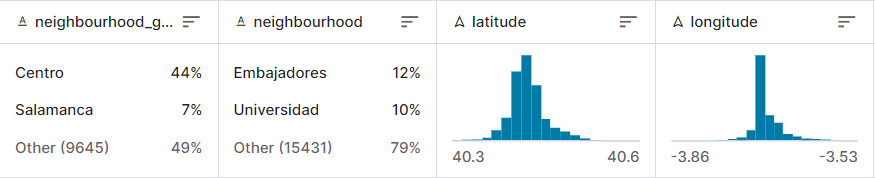 neighbourhood_g... neighbourhood latitude longitude
Centro 44% Embajadores 12%
Salamanca 7% Universidad 10%
Other (9645) 49% Other (15431) 79% 40.3 40.6 -3.86 -3.53